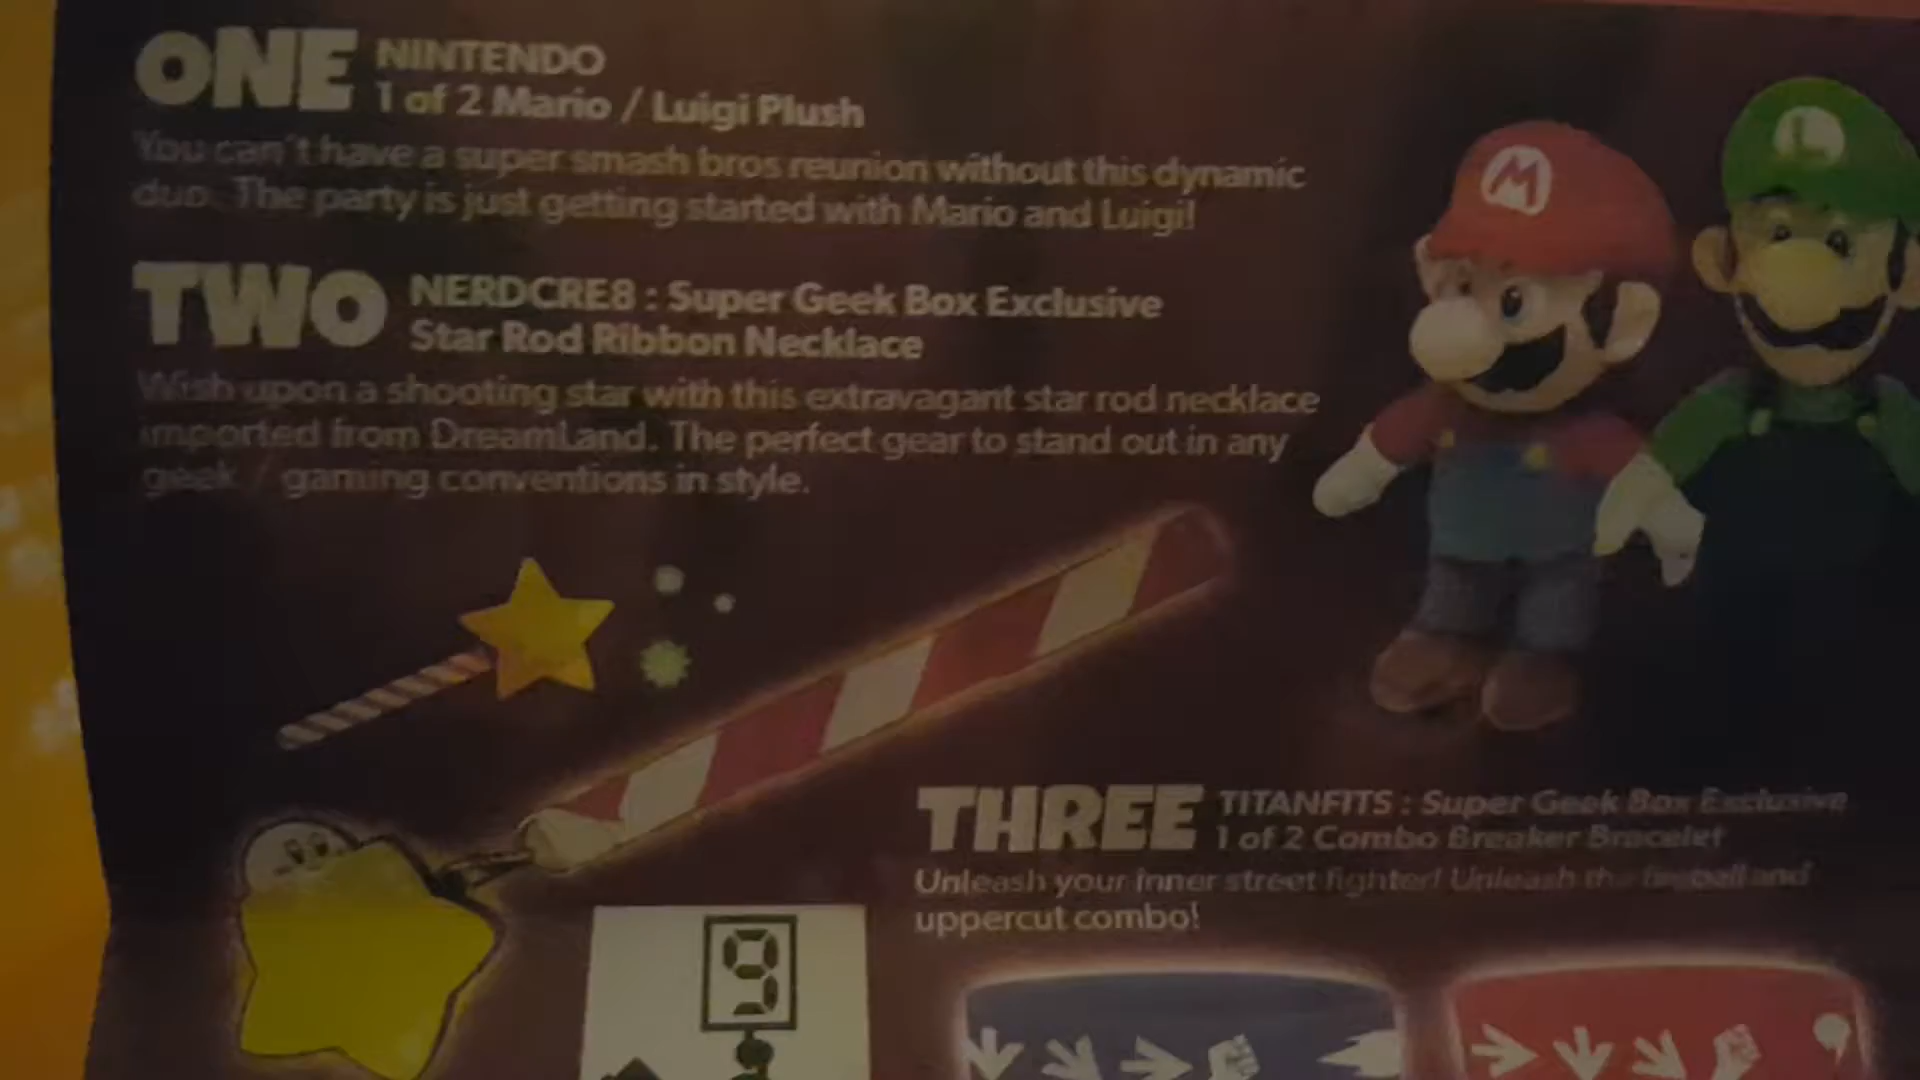 ONE NINTENDO
1 of 2 Mario / Luigi Plush
You can't have a super smash bros reunion without this dynamic
duo. The party is just getting started with Mario and Luigi!
TWO NERDCRE8 : Super Geek Box Exclusive
Star Rod Ribbon Necklace
Wish upon a shooting star with this extravagant star rod necklace
imported from DreamLand. The perfect gear to stand out in any
geek / gaming conventions in style.
M
L
THREE TITANFITS : Super Geek Box Exclusive
1 of 2 Combo Breaker Bracelet
Unleash your inner street fighter! Unleash the fireball and
uppercut combo!
9